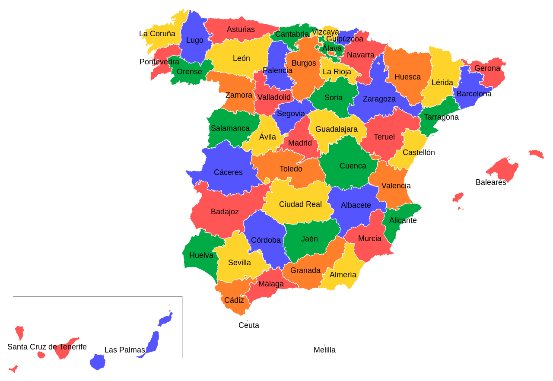 La Coruña
Lugo
Asturias
Cantabria
Vizcaya
Guipúzcoa
Álava
Navarra
Pontevedra
Orense
León
Palencia
Burgos
La Rioja
Huesca
Lérida
Gerona
Barcelona
Zamora
Valladolid
Soria
Zaragoza
Tarragona
Segovia
Salamanca
Ávila
Guadalajara
Madrid
Teruel
Castellón
Cáceres
Toledo
Cuenca
Valencia
Baleares
Badajoz
Ciudad Real
Albacete
Alicante
Huelva
Sevilla
Córdoba
Jaén
Murcia
Granada
Almería
Málaga
Cádiz
Ceuta
Melilla
Santa Cruz de Tenerife
Las Palmas